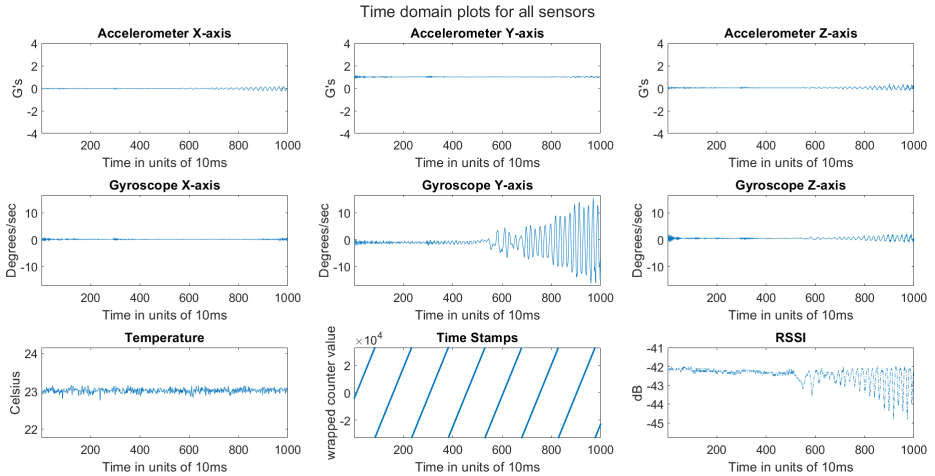 Time domain plots for all sensors
Accelerometer X-axis
G's
4
2
0
-2
-4
200 400 600 800 1000
Time in units of 10ms
Accelerometer Y-axis
G's
4
2
0
-2
-4
200 400 600 800 1000
Time in units of 10ms
Accelerometer Z-axis
G's
4
2
0
-2
-4
200 400 600 800 1000
Time in units of 10ms
Gyroscope X-axis
Degrees/sec
10
0
-10
200 400 600 800 1000
Time in units of 10ms
Gyroscope Y-axis
Degrees/sec
10
0
-10
200 400 600 800 1000
Time in units of 10ms
Gyroscope Z-axis
Degrees/sec
10
0
-10
200 400 600 800 1000
Time in units of 10ms
Temperature
Celsius
24
23
22
200 400 600 800 1000
Time in units of 10ms
Time Stamps
wrapped counter value
×10⁴
2
0
-2
200 400 600 800 1000
Time in units of 10ms
RSSI
dB
-41
-42
-43
-44
-45
200 400 600 800 1000
Time in units of 10ms